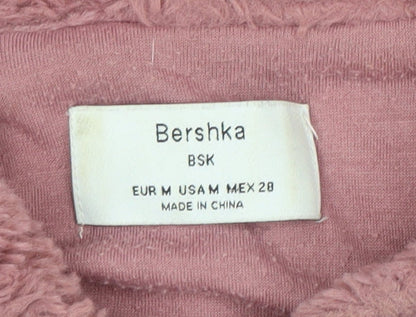 Bershka
BSK
EUR M USA M MEX 28
MADE IN CHINA